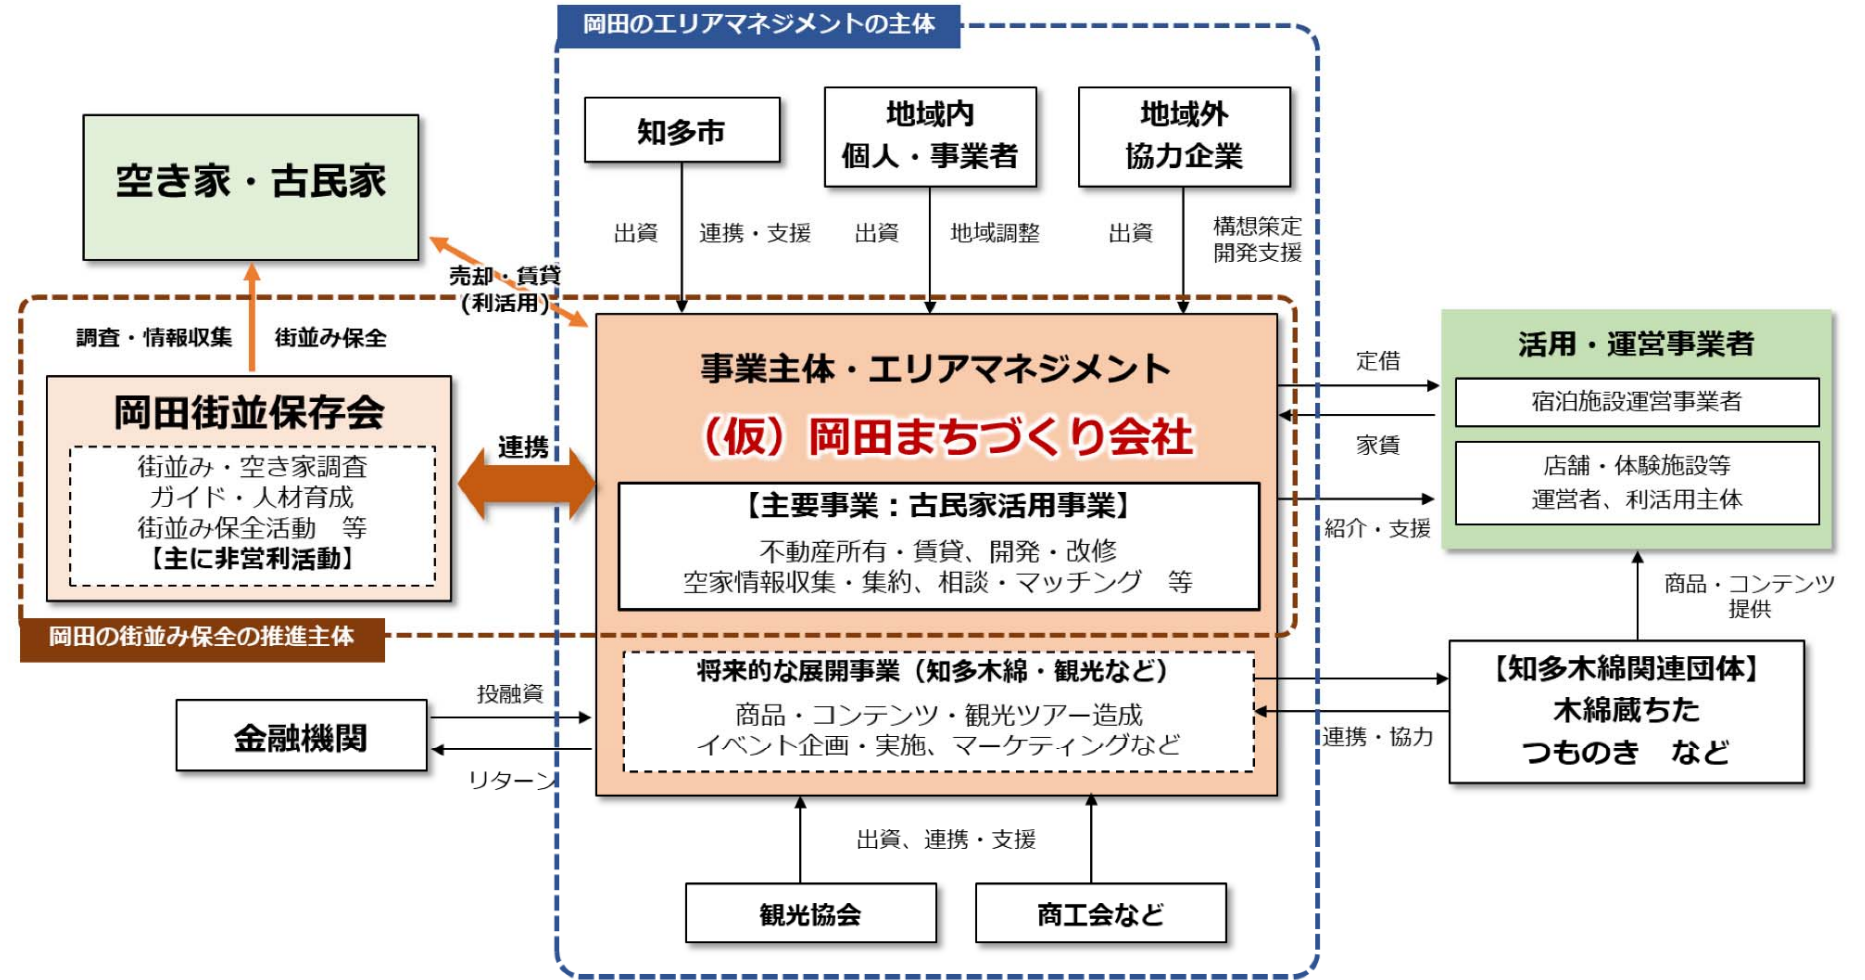 岡田のエリアマネジメントの主体
知多市
地域内
個人・事業者
地域外
協力企業
空き家・古民家
出資
連携・支援
出資
地域調整
出資
構想策定
開発支援
売却・賃貸
(利活用)
調査・情報収集
街並み保全
岡田街並保存会
街並み・空き家調査
ガイド・人材育成
街並み保全活動　等
【主に非営利活動】
連携
岡田の街並み保全の推進主体
事業主体・エリアマネジメント
（仮）岡田まちづくり会社
【主要事業：古民家活用事業】
不動産所有・賃貸、開発・改修
空家情報収集・集約、相談・マッチング　等
将来的な展開事業（知多木綿・観光など）
商品・コンテンツ・観光ツアー造成
イベント企画・実施、マーケティングなど
定借
家賃
紹介・支援
活用・運営事業者
宿泊施設運営事業者
店舗・体験施設等
運営者、利活用主体
商品・コンテンツ
提供
【知多木綿関連団体】
木綿蔵ちた
つものき　など
連携・協力
投融資
金融機関
リターン
出資、連携・支援
観光協会
商工会など